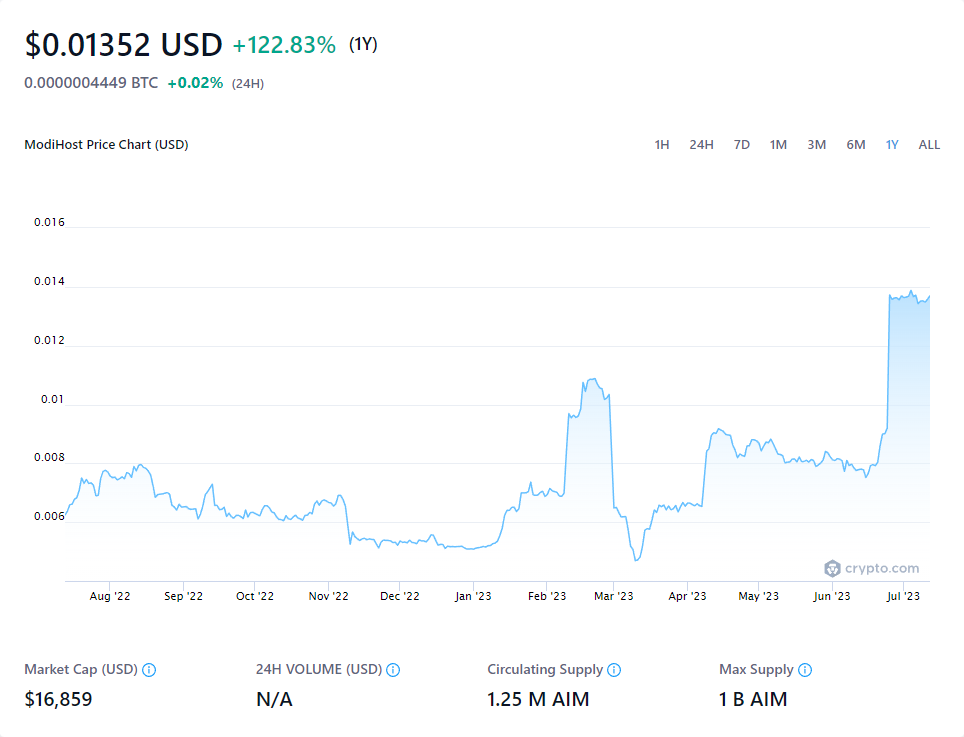 $0.01352 USD +122.83% (1Y)
0.0000004449 BTC +0.02% (24H)
ModiHost Price Chart (USD) 1H 24H 7D 1M 3M 6M 1Y ALL
0.016
0.014
0.012
0.01
0.008
0.006
crypto.com
Aug '22 Sep '22 Oct '22 Nov '22 Dec '22 Jan '23 Feb '23 Mar '23 Apr '23 May '23 Jun '23 Jul '23
Market Cap (USD) 24H VOLUME (USD) Circulating Supply Max Supply
$16,859 N/A 1.25 M AIM 1 B AIM